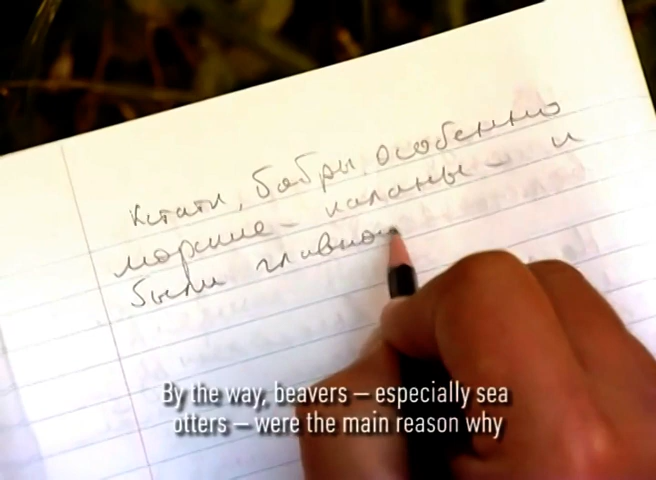 Кстати, бобры, особенно
морские – каланы – и
были главной
By the way, beavers – especially sea
otters – were the main reason why